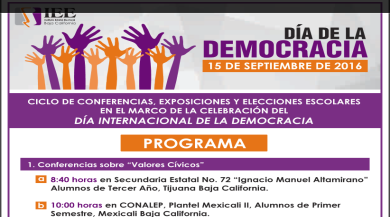 IEE
Baja California
DÍA DE LA
DEMOCRACIA
15 DE SEPTIEMBRE DE 2016
CICLO DE CONFERENCIAS, EXPOSICIONES Y ELECCIONES ESCOLARES
EN EL MARCO DE LA CELEBRACIÓN DEL
DÍA INTERNACIONAL DE LA DEMOCRACIA
PROGRAMA
1. Conferencias sobre “Valores Cívicos”
a 8:40 horas en Secundaria Estatal No. 72 “Ignacio Manuel Altamirano”
Alumnos de Tercer Año, Tijuana Baja California.
b 10:00 horas en CONALEP, Plantel Mexicali II, Alumnos de Primer
Semestre, Mexicali Baja California.